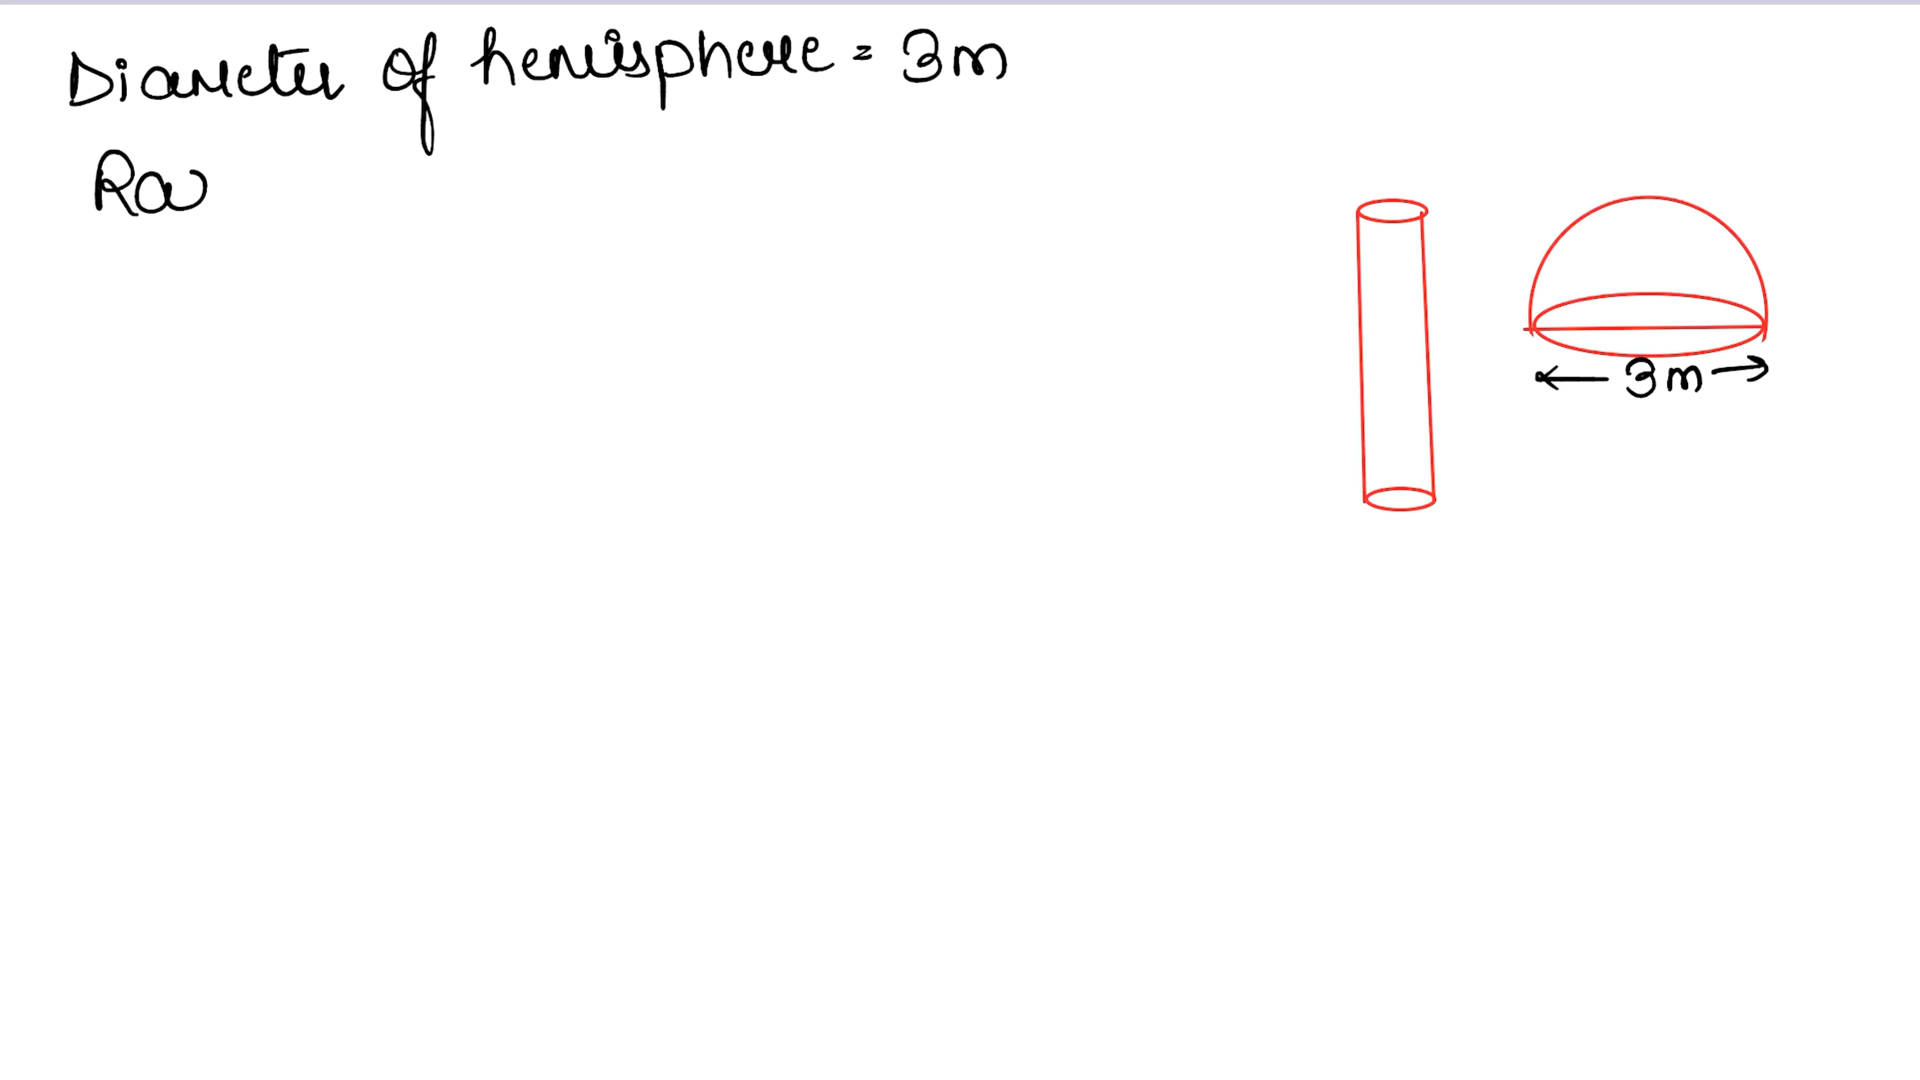 Diameter of hemisphere = 3m
Ra
← 3m →